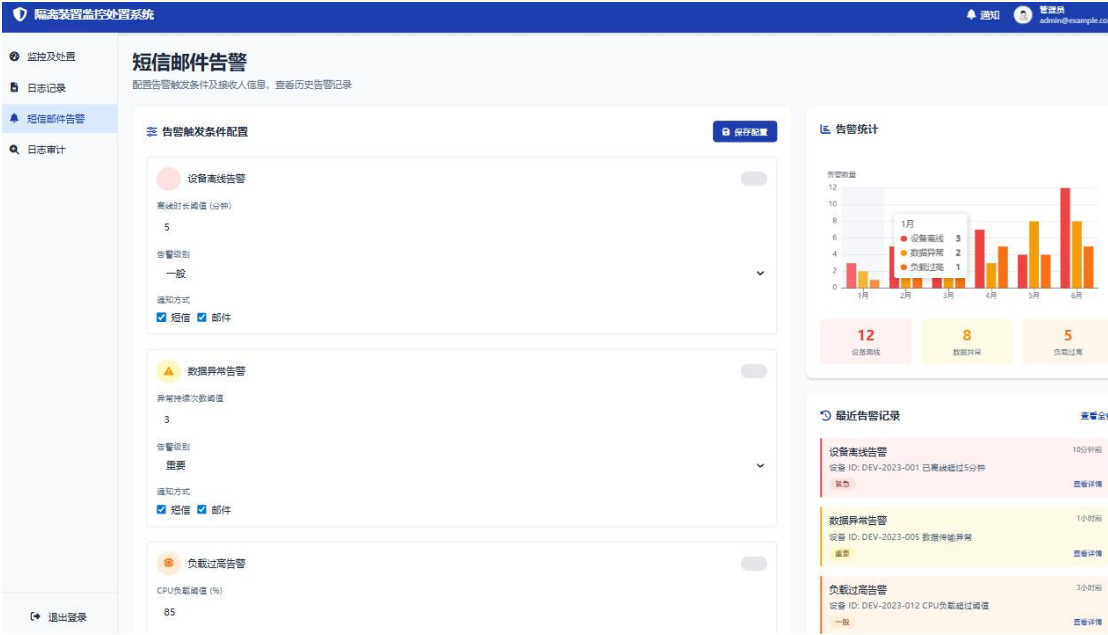 隔离装置监控处置系统
通知
管理员
admin@example.co
监控及处置
日志记录
短信邮件告警
日志审计
退出登录
短信邮件告警
配置告警触发条件及接收人信息，查看历史告警记录
告警触发条件配置
保存配置
设备离线告警
离线时长阈值 (分钟)
5
告警级别
一般
通知方式
短信 邮件
数据异常告警
异常持续次数阈值
3
告警级别
重要
通知方式
短信 邮件
负载过高告警
CPU负载阈值 (%)
85
告警统计
告警数量
12
10
8
6
4
2
0
1月
设备离线 3
数据异常 2
负载过高 1
1月 2月 3月 4月 5月 6月
12 8 5
设备离线 数据异常 负载过高
最近告警记录
查看全
设备离线告警 10分钟前
设备 ID: DEV-2023-001 已离线超过5分钟
紧急 查看详情
数据异常告警 1小时前
设备 ID: DEV-2023-005 数据传输异常
重要 查看详情
负载过高告警 3小时前
设备 ID: DEV-2023-012 CPU负载超过阈值
一般 查看详情